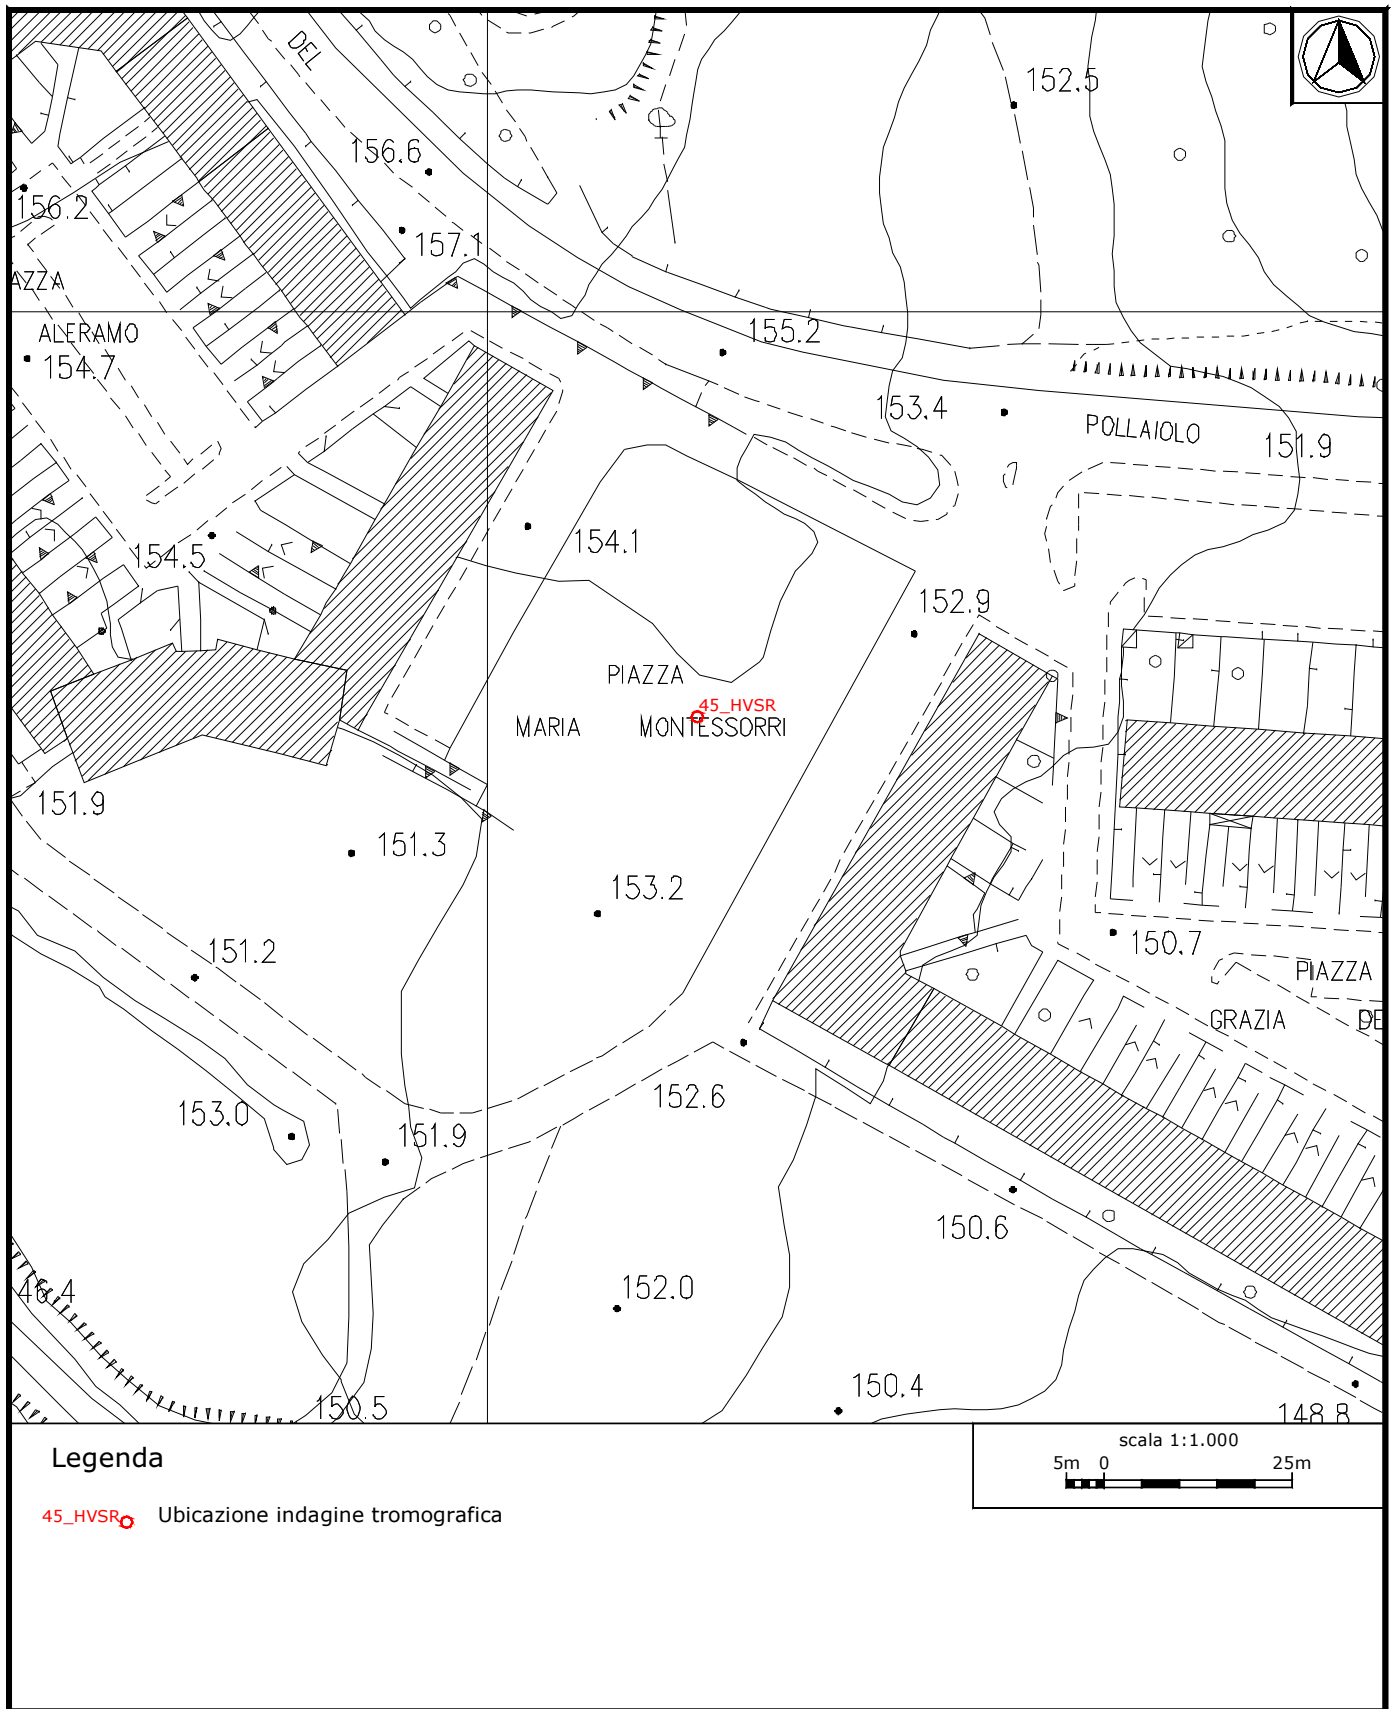 DEL
152.5
156.6
156.2
157.1
AZZA
ALERAMO
154.7
155.2
153.4
POLLAIOLO
151.9
154.5
154.1
152.9
PIAZZA
45_HVSR
MARIA MONTESSORRI
151.9
151.3
153.2
151.2
150.7
PIAZZA
GRAZIA DE
152.6
153.0
151.9
150.6
46.4
152.0
150.4
150.5
148.8
Legenda
scala 1:1.000
5m 0 25m
45_HVSR Ubicazione indagine tromografica